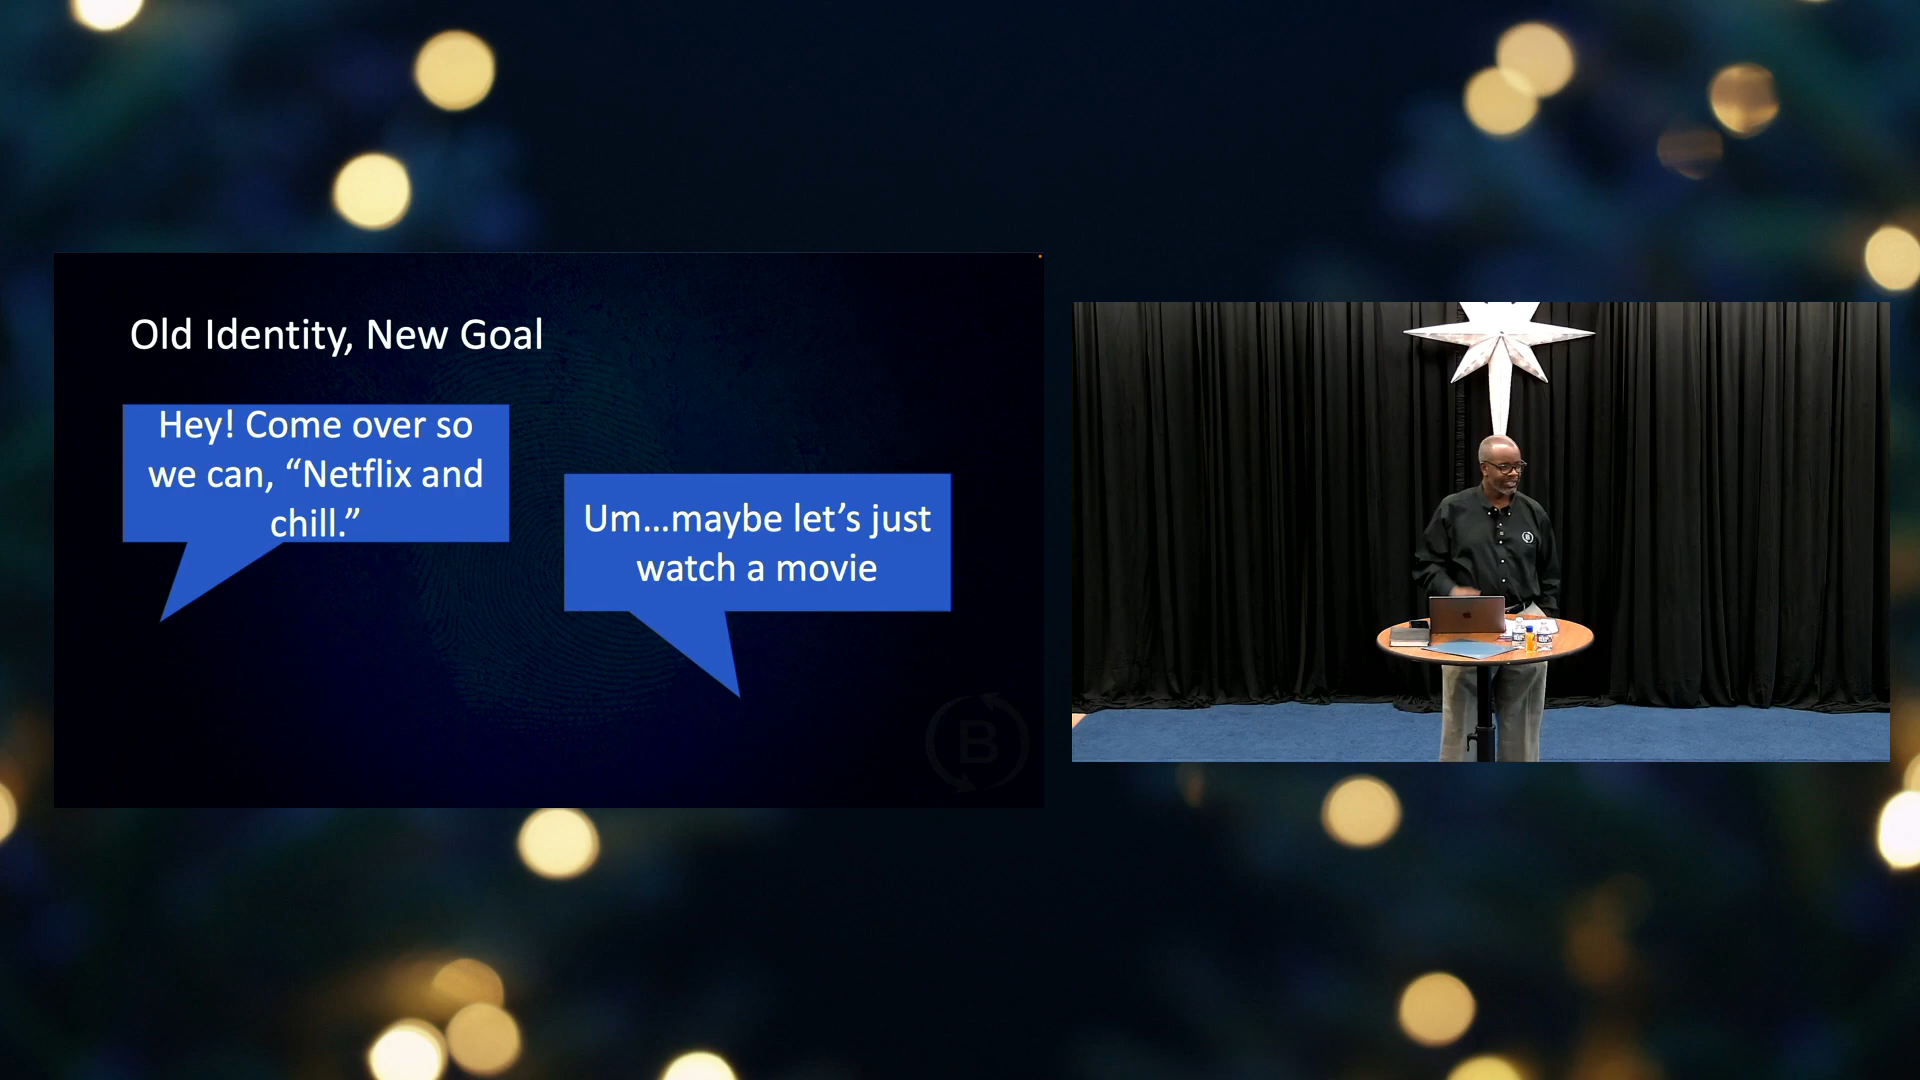 Old Identity, New Goal
Hey! Come over so
we can, “Netflix and
chill.”
Um…maybe let’s just
watch a movie
B